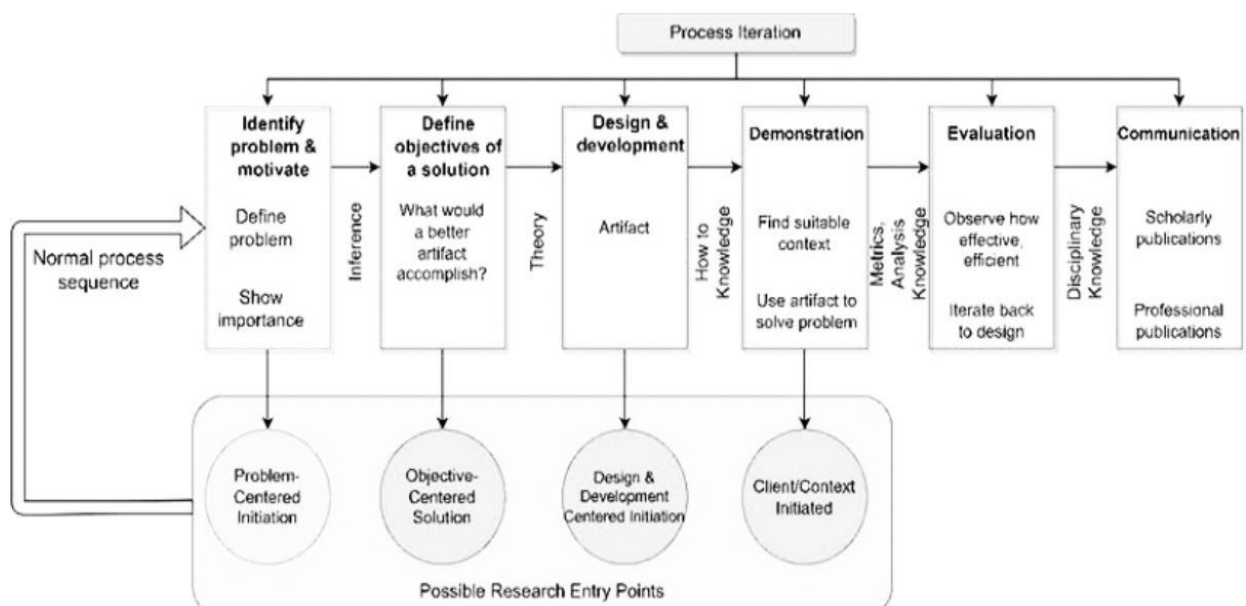 Process Iteration
Identify
problem &
motivate
Define
problem
Show
importance
Inference
Define
objectives of
a solution
What would
a better
artifact
accomplish?
Theory
Design &
development
Artifact
How to
Knowledge
Demonstration
Find suitable
context
Use artifact to
solve problem
Metrics,
Analysis
Knowledge
Evaluation
Observe how
effective,
efficient
Iterate back
to design
Disciplinary
Knowledge
Communication
Scholarly
publications
Professional
publications
Normal process
sequence
Problem-
Centered
Initiation
Objective-
Centered
Solution
Design &
Development
Centered Initiation
Client/Context
Initiated
Possible Research Entry Points